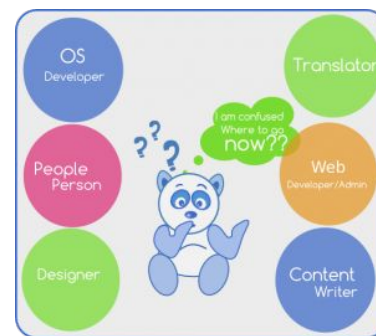 OS
Developer
Translator
I am confused
Where to go
now??
? ? ?
People
Person
Web
Developer/Admin
Designer
Content
Writer